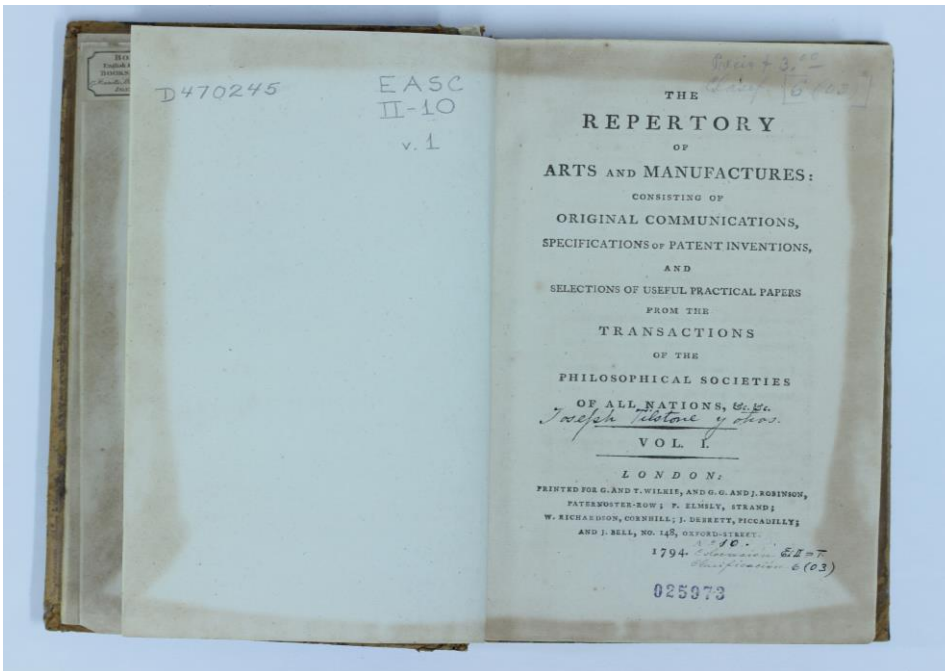 D470245
EASC
II-10
v. 1
THE
REPERTORY
OF
ARTS AND MANUFACTURES:
CONSISTING OF
ORIGINAL COMMUNICATIONS,
SPECIFICATIONS OF PATENT INVENTIONS,
AND
SELECTIONS OF USEFUL PRACTICAL PAPERS
FROM THE
TRANSACTIONS
OF THE
PHILOSOPHICAL SOCIETIES
OF ALL NATIONS, &c. &c.
Joseph Tilstone y otros.
VOL. I.
LONDON:
PRINTED FOR G. AND T. WILKIE, AND G. G. AND J. ROBINSON,
PATERNOSTER-ROW; P. ELMSLY, STRAND;
W. RICHARDSON, CORNHILL; J. DEBRETT, PICCADILLY;
AND J. BELL, NO. 148, OXFORD-STREET.
10.
1794.
Clasificación 6 (03)
025973